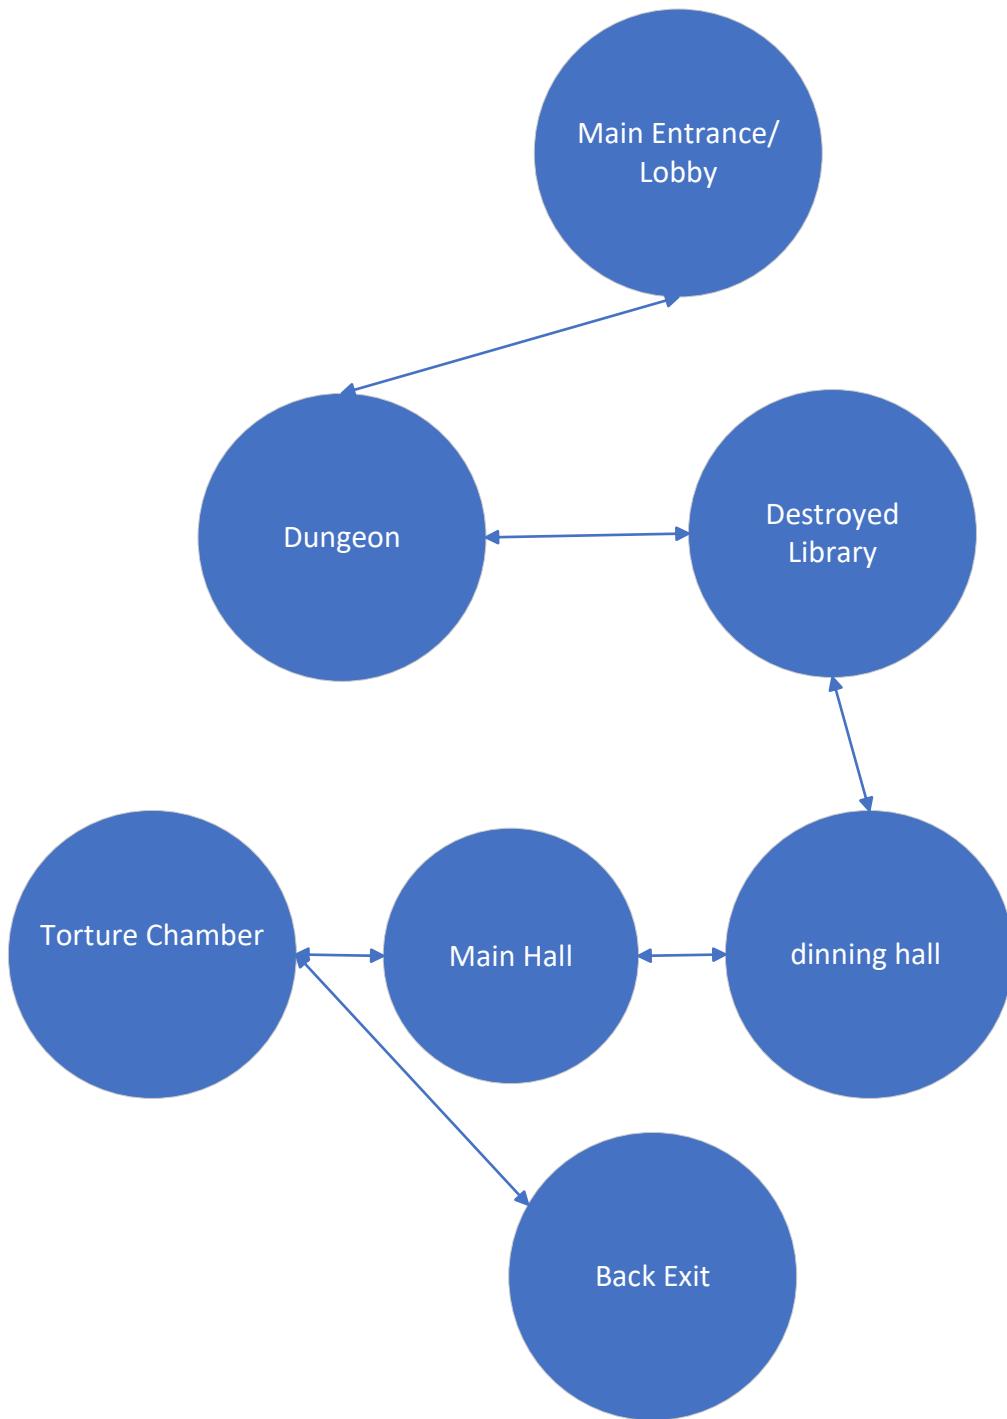 Main Entrance/
Lobby
Dungeon
Destroyed
Library
Torture Chamber
Main Hall
dinning hall
Back Exit